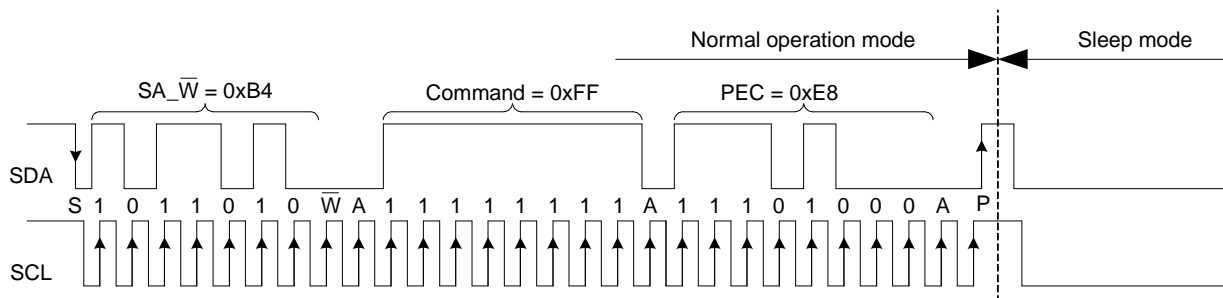 Normal operation mode Sleep mode
SA_W̅ = 0xB4 Command = 0xFF PEC = 0xE8
SDA
S 1 0 1 1 0 1 0 W̅ A 1 1 1 1 1 1 1 1 A 1 1 1 0 1 0 0 0 A P
SCL